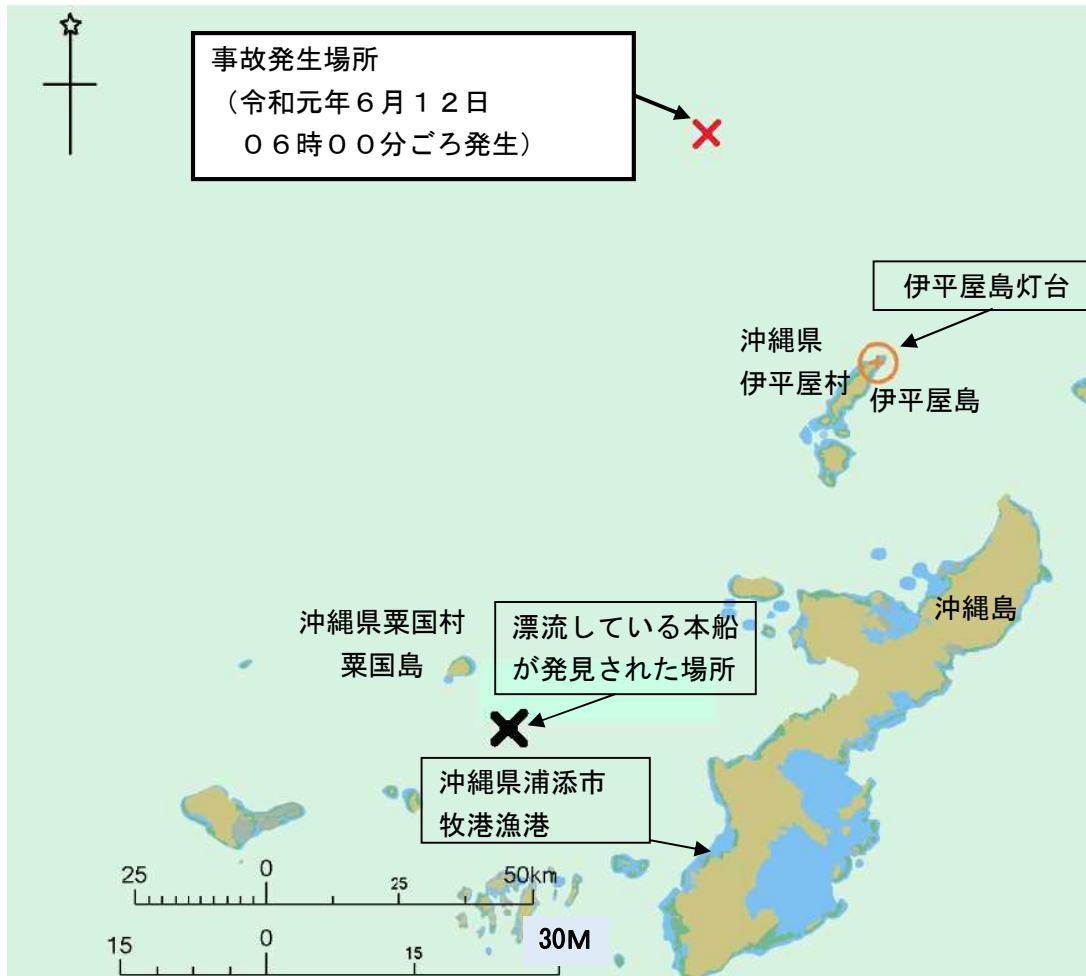 事故発生場所
（令和元年６月１２日
０６時００分ごろ発生）
伊平屋島灯台
沖縄県
伊平屋村
伊平屋島
沖縄島
沖縄県粟国村
粟国島
漂流している本船
が発見された場所
沖縄県浦添市
牧港漁港
25 0 25 50km
15 0 15 30M